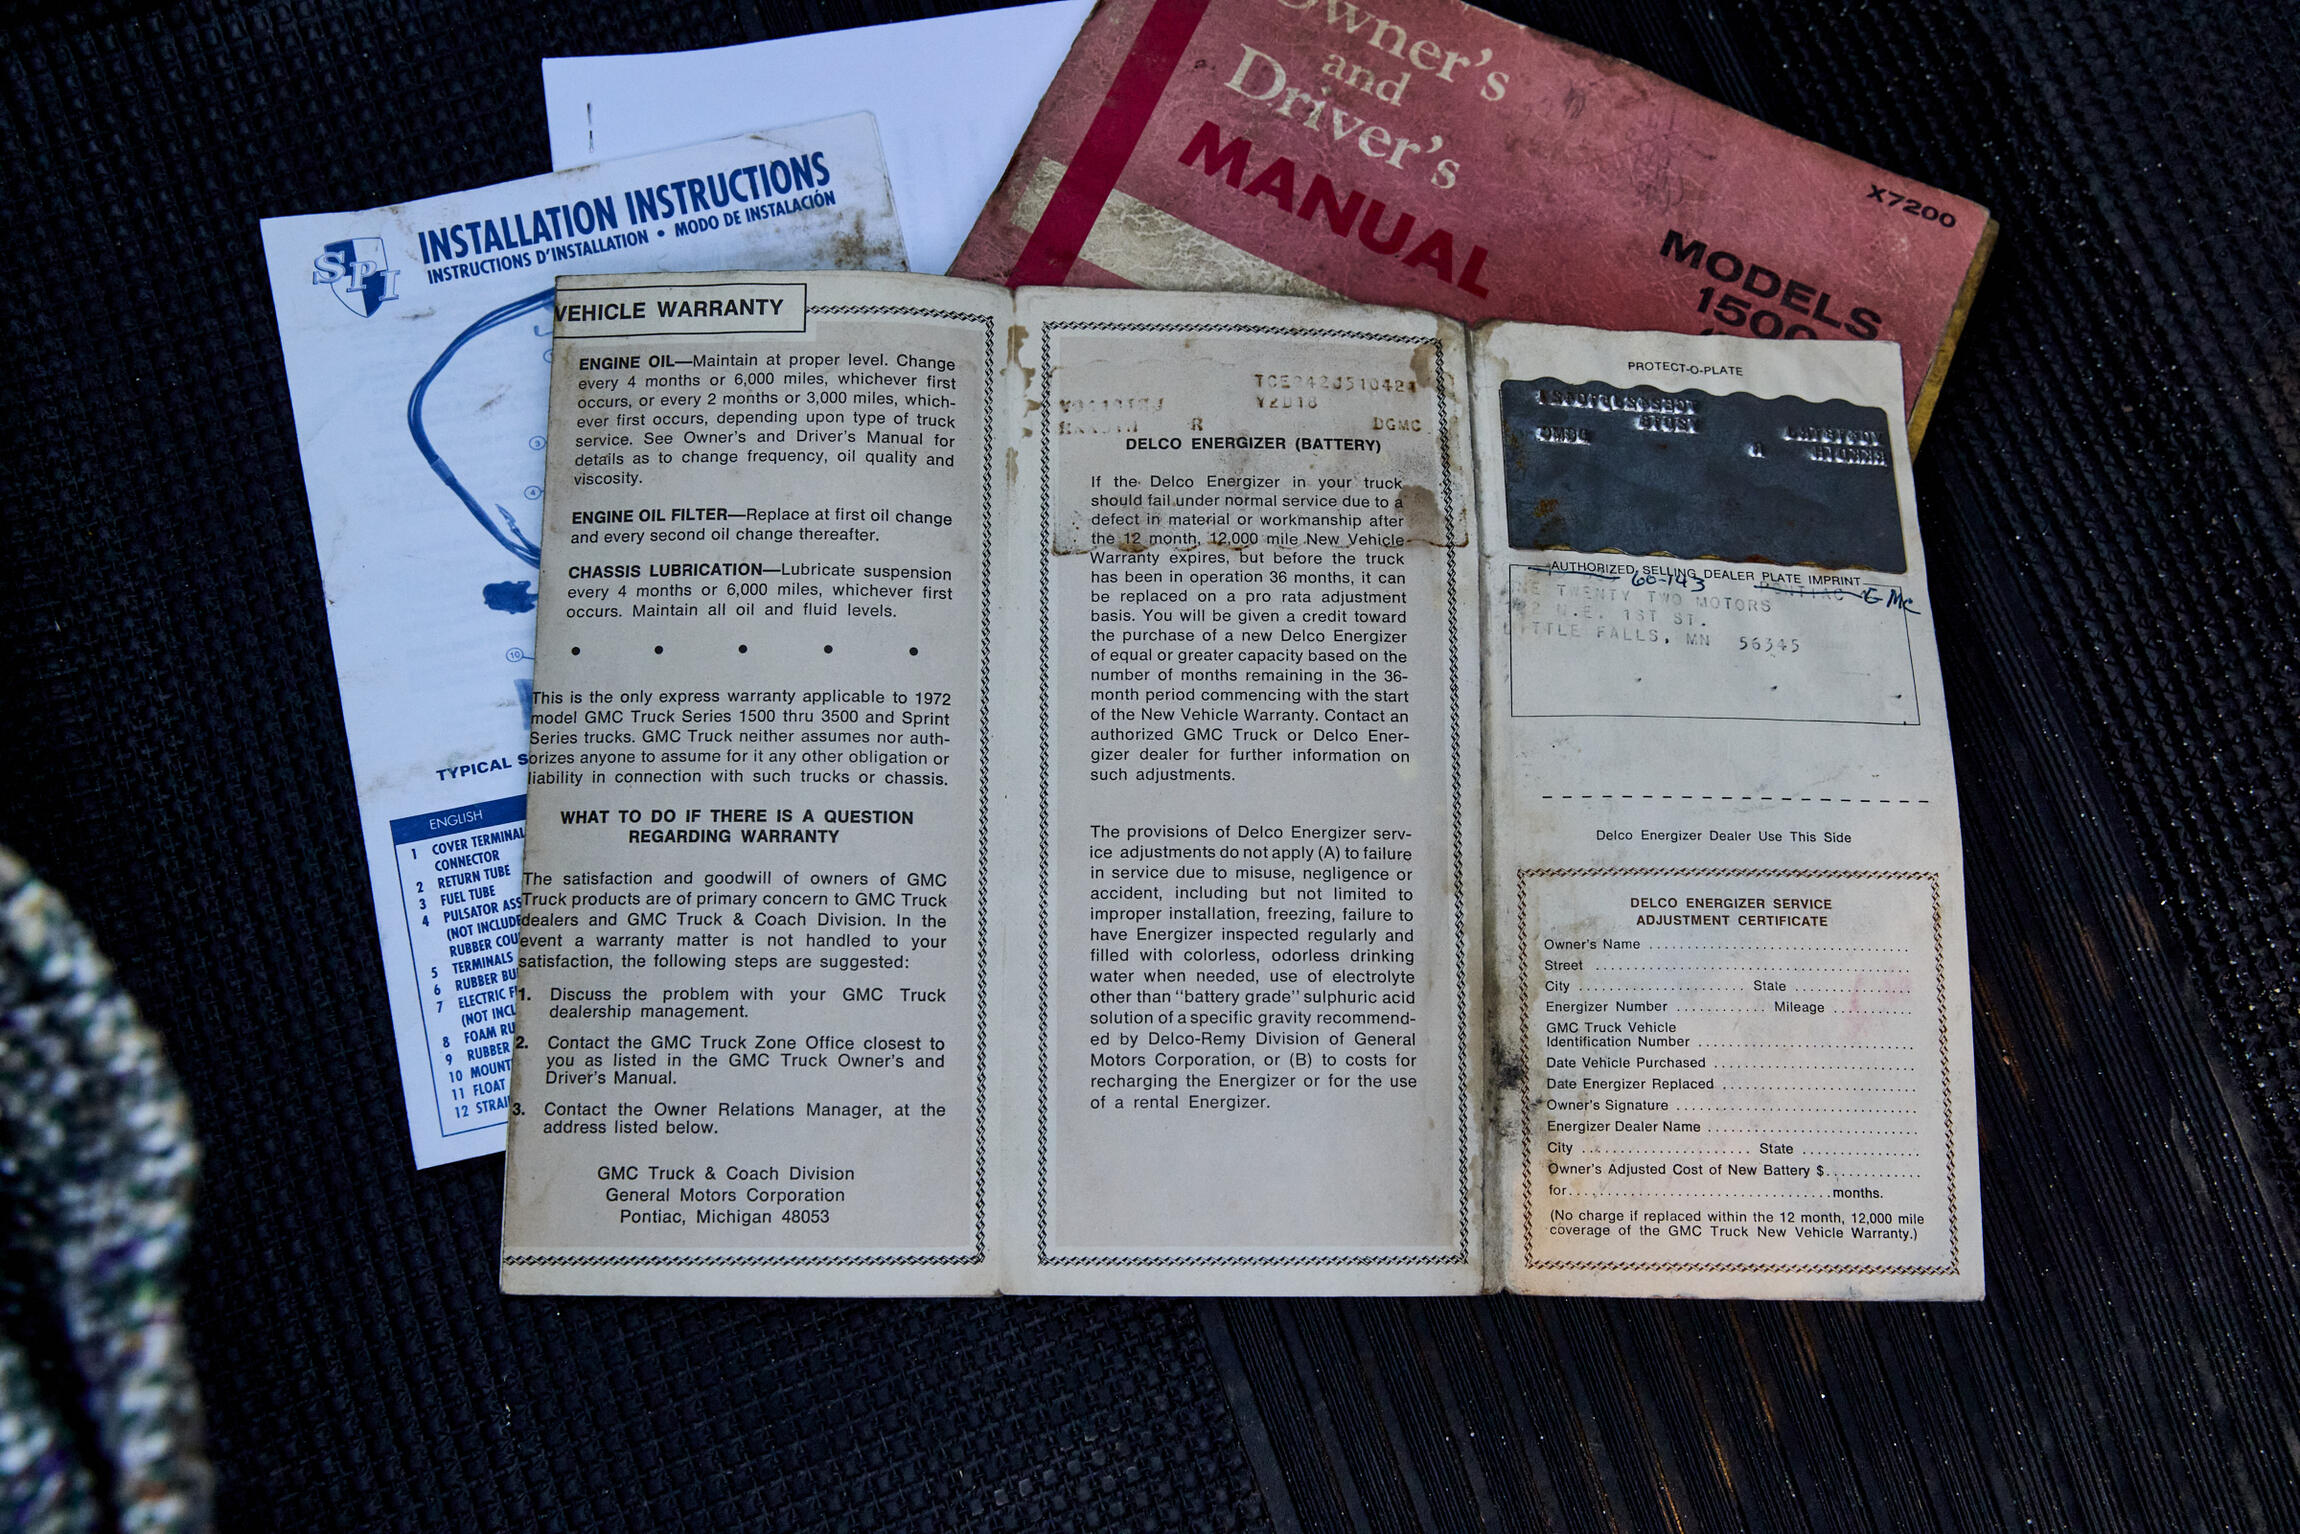 Owner's
and
Driver's
MANUAL
X7200
MODELS
1500
SPI
INSTALLATION INSTRUCTIONS
INSTRUCTIONS D'INSTALLATION • MODO DE INSTALACIÓN
3
4
10
TYPICAL
ENGLISH
1 COVER TERMINAL
CONNECTOR
2 RETURN TUBE
3 FUEL TUBE
4 PULSATOR
(NOT
RUBBER
5 TERMINALS
6 RUBBER
7 ELECTRIC
(NOT
8 FOAM
9 RUBBER
10
11 FLOAT
12
VEHICLE WARRANTY
ENGINE OIL—Maintain at proper level. Change
every 4 months or 6,000 miles, whichever first
occurs, or every 2 months or 3,000 miles, which-
ever first occurs, depending upon type of truck
service. See Owner's and Driver's Manual for
details as to change frequency, oil quality and
viscosity.
ENGINE OIL FILTER—Replace at first oil change
and every second oil change thereafter.
CHASSIS LUBRICATION—Lubricate suspension
every 4 months or 6,000 miles, whichever first
occurs. Maintain all oil and fluid levels.
• • • • •
This is the only express warranty applicable to 1972
model GMC Truck Series 1500 thru 3500 and Sprint
Series trucks. GMC Truck neither assumes nor auth-
orizes anyone to assume for it any other obligation or
liability in connection with such trucks or chassis.
WHAT TO DO IF THERE IS A QUESTION
REGARDING WARRANTY
The satisfaction and goodwill of owners of GMC
Truck products are of primary concern to GMC Truck
dealers and GMC Truck & Coach Division. In the
event a warranty matter is not handled to your
satisfaction, the following steps are suggested:
1. Discuss the problem with your GMC Truck
dealership management.
2. Contact the GMC Truck Zone Office closest to
you as listed in the GMC Truck Owner's and
Driver's Manual.
3. Contact the Owner Relations Manager, at the
address listed below.
GMC Truck & Coach Division
General Motors Corporation
Pontiac, Michigan 48053
Y2D18
R DGMC
DELCO ENERGIZER (BATTERY)
If the Delco Energizer in your truck
should fail under normal service due to a
defect in material or workmanship after
the 12 month, 12,000 mile New Vehicle
Warranty expires, but before the truck
has been in operation 36 months, it can
be replaced on a pro rata adjustment
basis. You will be given a credit toward
the purchase of a new Delco Energizer
of equal or greater capacity based on the
number of months remaining in the 36-
month period commencing with the start
of the New Vehicle Warranty. Contact an
authorized GMC Truck or Delco Ener-
gizer dealer for further information on
such adjustments.
The provisions of Delco Energizer serv-
ice adjustments do not apply (A) to failure
in service due to misuse, negligence or
accident, including but not limited to
improper installation, freezing, failure to
have Energizer inspected regularly and
filled with colorless, odorless drinking
water when needed, use of electrolyte
other than "battery grade" sulphuric acid
solution of a specific gravity recommend-
ed by Delco-Remy Division of General
Motors Corporation, or (B) to costs for
recharging the Energizer or for the use
of a rental Energizer.
PROTECT-O-PLATE
AUTHORIZED SELLING DEALER PLATE IMPRINT
60-143 PONTIAC GMC
TWENTY TWO MOTORS
N.E. 1ST ST.
LITTLE FALLS, MN 56345
Delco Energizer Dealer Use This Side
DELCO ENERGIZER SERVICE
ADJUSTMENT CERTIFICATE
Owner's Name
Street
City State
Energizer Number Mileage
GMC Truck Vehicle
Identification Number
Date Vehicle Purchased
Date Energizer Replaced
Owner's Signature
Energizer Dealer Name
City State
Owner's Adjusted Cost of New Battery $
for months.
(No charge if replaced within the 12 month, 12,000 mile
coverage of the GMC Truck New Vehicle Warranty.)